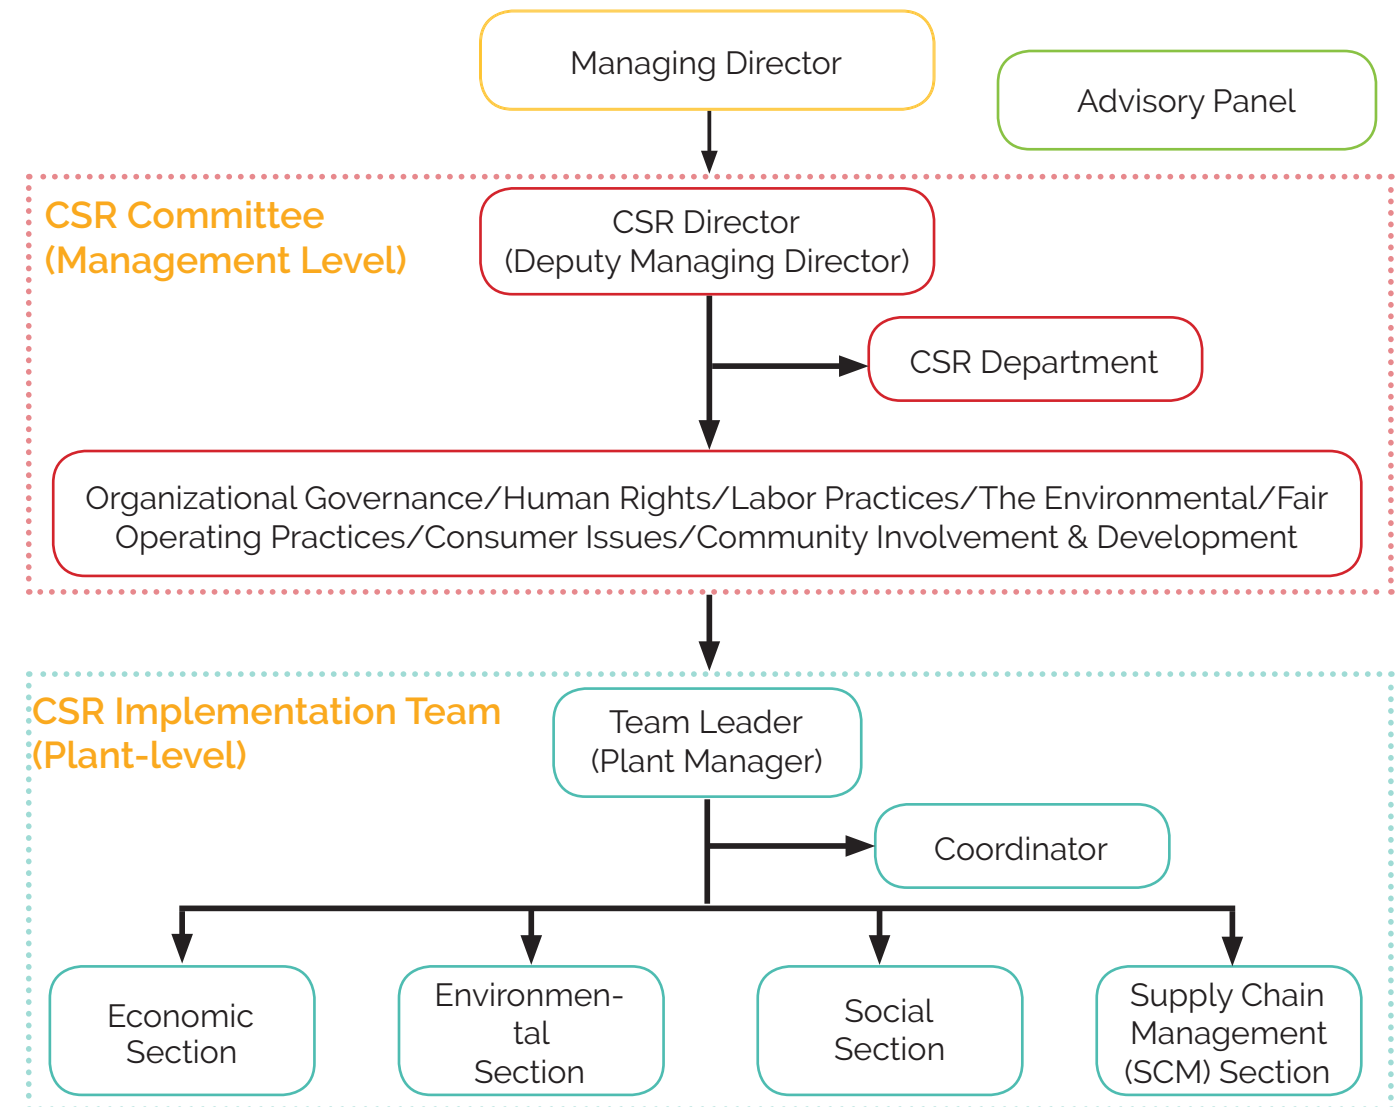 Managing Director
Advisory Panel
CSR Committee
(Management Level)
CSR Director
(Deputy Managing Director)
CSR Department
Organizational Governance/Human Rights/Labor Practices/The Environmental/Fair
Operating Practices/Consumer Issues/Community Involvement & Development
CSR Implementation Team
(Plant-level)
Team Leader
(Plant Manager)
Coordinator
Economic
Section
Environmen-
tal
Section
Social
Section
Supply Chain
Management
(SCM) Section